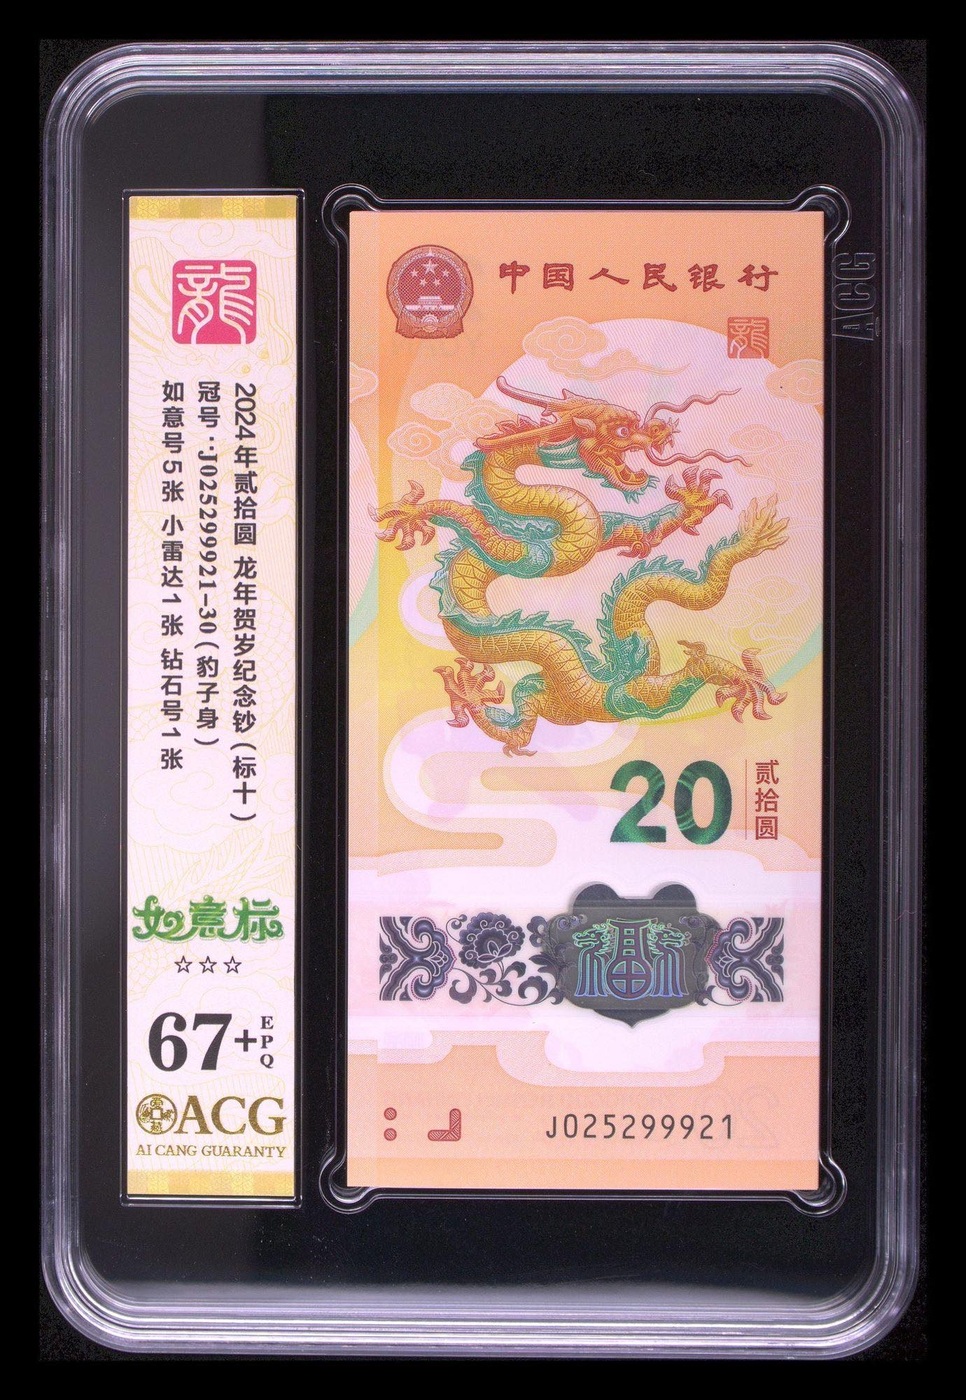 龍
2024年贰拾圆 龙年贺岁纪念钞(标十)
冠号:J025299921-30(豹子身)
如意号5张 小雷达1张 钻石号1张
如意标
☆☆☆
67+EPQ
ACG
AI CANG GUARANTY
中国人民银行
龍
20
贰拾圆
福
J025299921
ACG